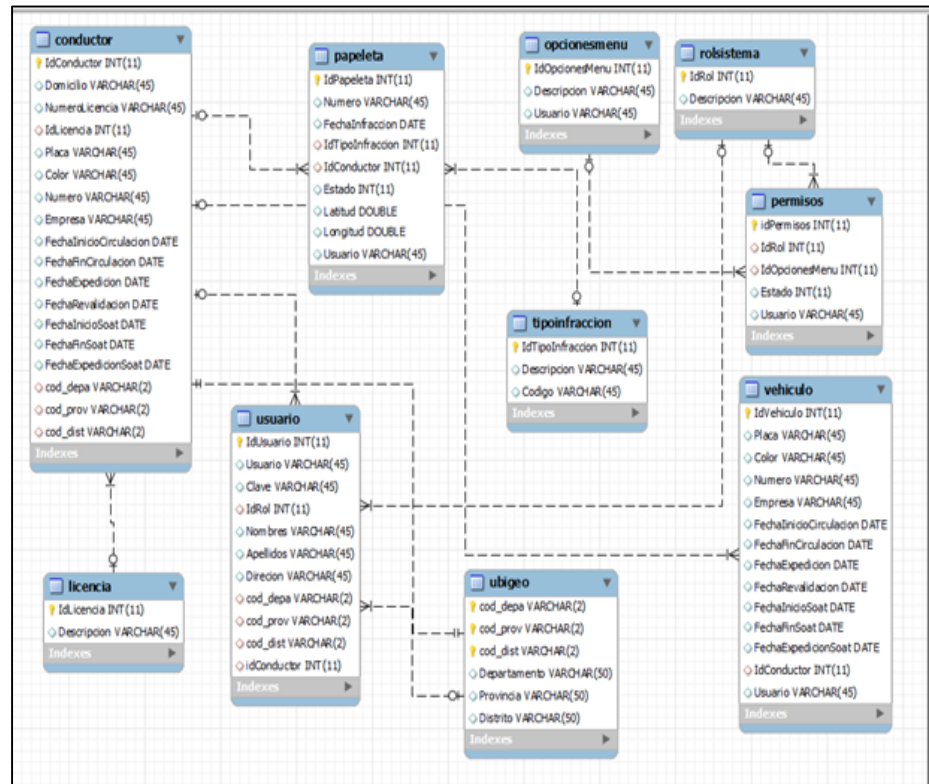 conductor
IdConductor INT(11)
Domicilio VARCHAR(45)
NumeroLicencia VARCHAR(45)
IdLicencia INT(11)
Placa VARCHAR(45)
Color VARCHAR(45)
Numero VARCHAR(45)
Empresa VARCHAR(45)
FechaInicioCirculacion DATE
FechaFinCirculacion DATE
FechaExpedicion DATE
FechaRevalidacion DATE
FechaInicioSoat DATE
FechaFinSoat DATE
FechaExpedicionSoat DATE
cod_depa VARCHAR(2)
cod_prov VARCHAR(2)
cod_dist VARCHAR(2)
Indexes
papeleta
IdPapeleta INT(11)
Numero VARCHAR(45)
FechaInfraccion DATE
IdTipoInfraccion INT(11)
IdConductor INT(11)
Estado INT(11)
Latitud DOUBLE
Longitud DOUBLE
Usuario VARCHAR(45)
Indexes
opcionesmenu
IdOpcionesMenu INT(11)
Descripcion VARCHAR(45)
Usuario VARCHAR(45)
Indexes
rolsistema
IdRol INT(11)
Descripcion VARCHAR(45)
Indexes
permisos
idPermisos INT(11)
IdRol INT(11)
IdOpcionesMenu INT(11)
Estado INT(11)
Usuario VARCHAR(45)
Indexes
tipoinfraccion
IdTipoInfraccion INT(11)
Descripcion VARCHAR(45)
Codigo VARCHAR(45)
Indexes
usuario
IdUsuario INT(11)
Usuario VARCHAR(45)
Clave VARCHAR(45)
IdRol INT(11)
Nombres VARCHAR(45)
Apellidos VARCHAR(45)
Direcion VARCHAR(45)
cod_depa VARCHAR(2)
cod_prov VARCHAR(2)
cod_dist VARCHAR(2)
idConductor INT(11)
Indexes
vehiculo
IdVehiculo INT(11)
Placa VARCHAR(45)
Color VARCHAR(45)
Numero VARCHAR(45)
Empresa VARCHAR(45)
FechaIinicioCirculacion DATE
FechaFinCirculacion DATE
FechaExpedicion DATE
FechaRevalidacion DATE
FechaInicioSoat DATE
FechaFinSoat DATE
FechaExpedicionSoat DATE
IdConductor INT(11)
Usuario VARCHAR(45)
Indexes
licencia
IdLicencia INT(11)
Descripcion VARCHAR(45)
Indexes
ubigeo
cod_depa VARCHAR(2)
cod_prov VARCHAR(2)
cod_dist VARCHAR(2)
Departamento VARCHAR(50)
Provincia VARCHAR(50)
Distrito VARCHAR(50)
Indexes